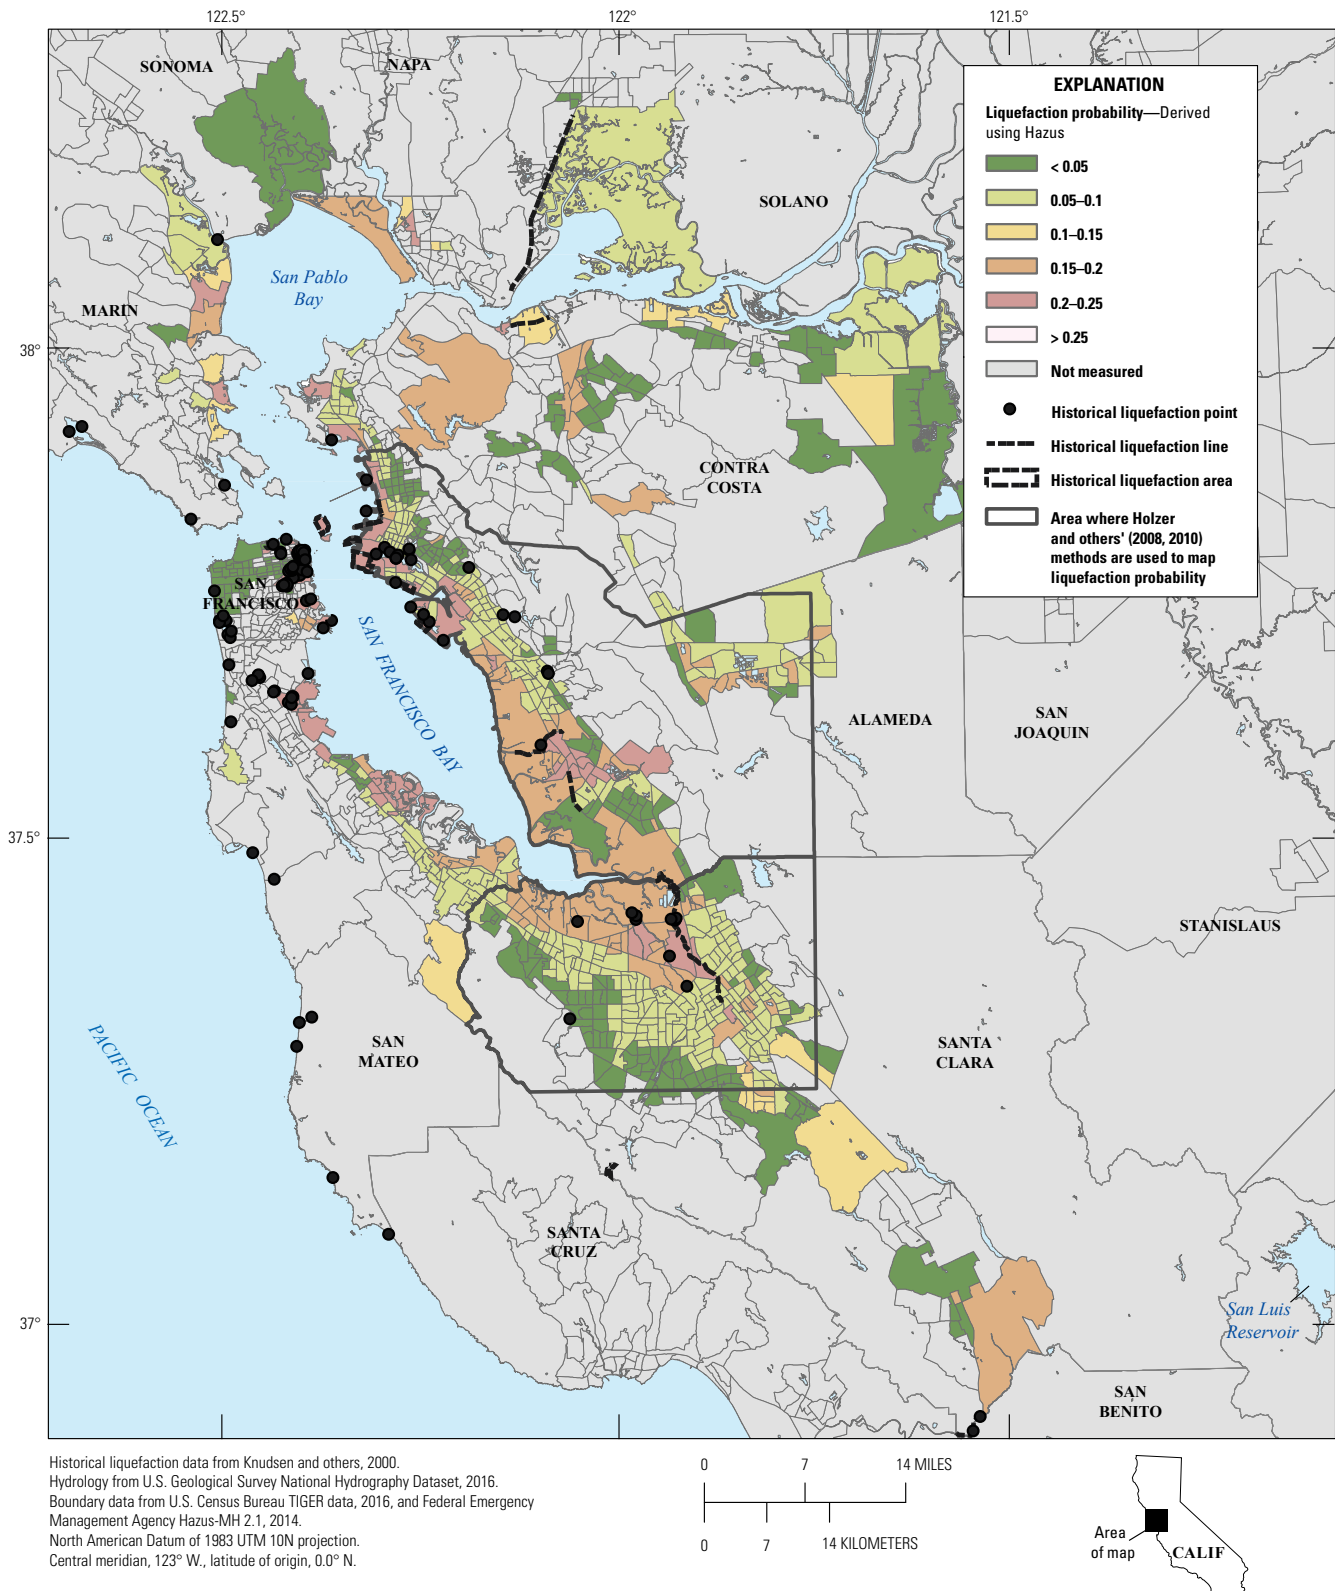 122.5°
122°
121.5°
SONOMA
NAPA
EXPLANATION
Liquefaction probability—Derived
using Hazus
< 0.05
0.05–0.1
0.1–0.15
0.15–0.2
0.2–0.25
> 0.25
Not measured
Historical liquefaction point
Historical liquefaction line
Historical liquefaction area
Area where Holzer
and others' (2008, 2010)
methods are used to map
liquefaction probability
SOLANO
San Pablo
Bay
MARIN
38°
CONTRA
COSTA
SAN
FRANCISCO
SAN FRANCISCO BAY
ALAMEDA
SAN
JOAQUIN
37.5°
STANISLAUS
PACIFIC OCEAN
SAN
MATEO
SANTA
CLARA
SANTA
CRUZ
37°
San Luis
Reservoir
SAN
BENITO
Historical liquefaction data from Knudsen and others, 2000.
Hydrology from U.S. Geological Survey National Hydrography Dataset, 2016.
Boundary data from U.S. Census Bureau TIGER data, 2016, and Federal Emergency
Management Agency Hazus-MH 2.1, 2014.
North American Datum of 1983 UTM 10N projection.
Central meridian, 123° W., latitude of origin, 0.0° N.
0 7 14 MILES
0 7 14 KILOMETERS
Area
of map
CALIF